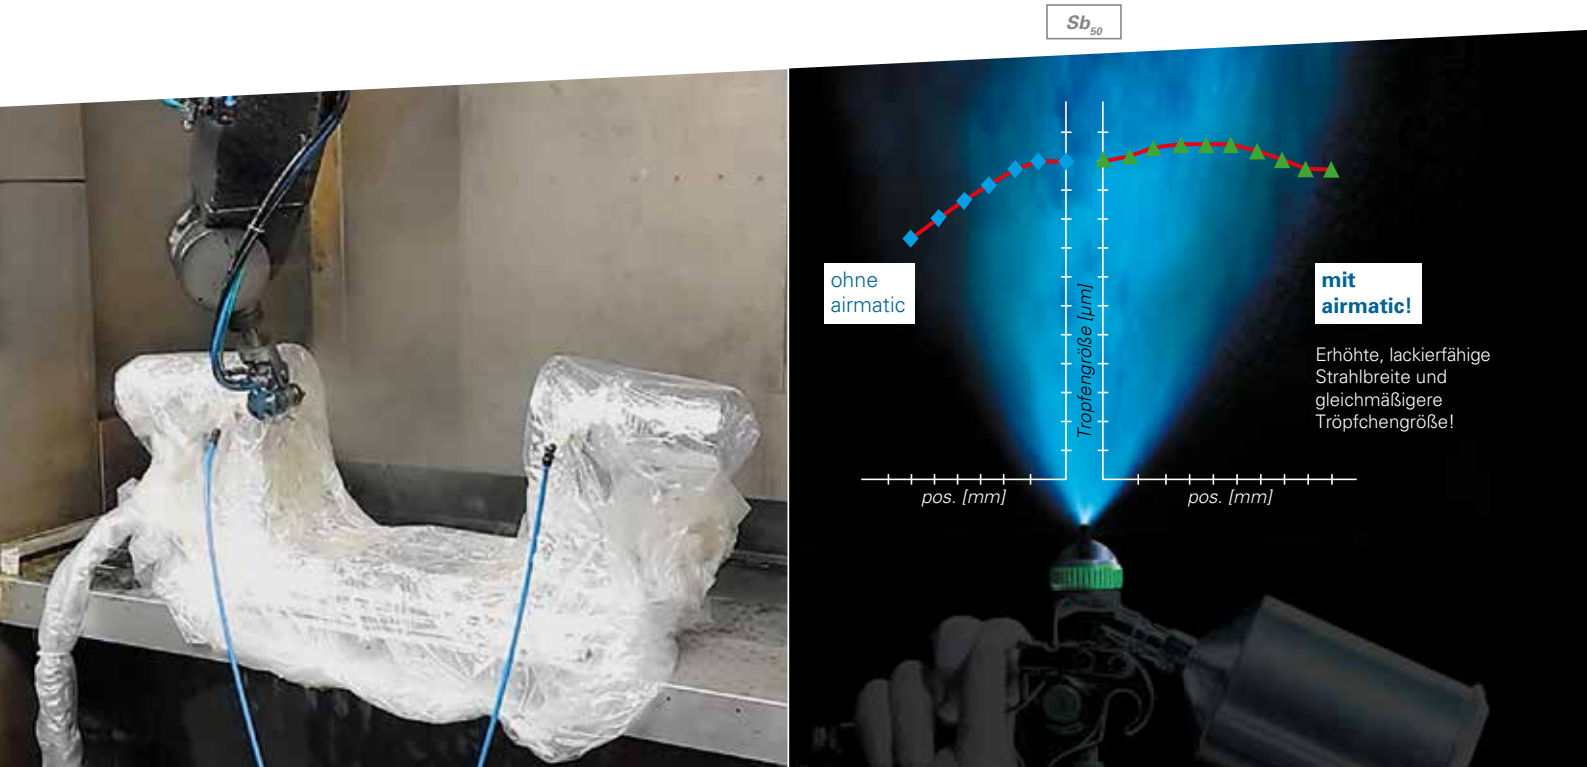 Sb50
ohne
airmatic
mit
airmatic!
Erhöhte, lackierfähige
Strahlbreite und
gleichmäßigere
Tröpfchengröße!
Tropfengröße [µm]
pos. [mm]
pos. [mm]